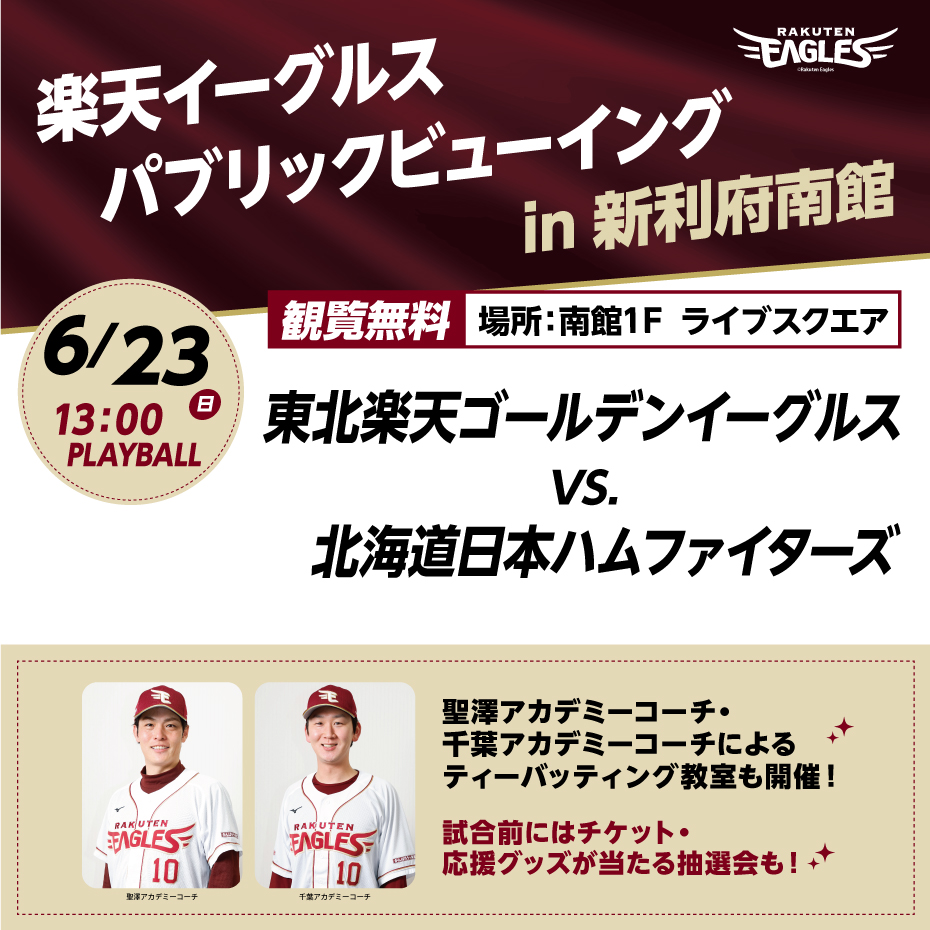 RAKUTEN
EAGLES
©Rakuten Eagles
楽天イーグルス
パブリックビューイング
in 新利府南館
6/23
日
13:00
PLAYBALL
観覧無料 場所:南館1F ライブスクエア
東北楽天ゴールデンイーグルス
VS.
北海道日本ハムファイターズ
RAKUTEN
EAGLES
10
聖澤アカデミーコーチ
RAKUTEN
EAGLES
10
千葉アカデミーコーチ
聖澤アカデミーコーチ・
千葉アカデミーコーチによる
ティーバッティング教室も開催!
試合前にはチケット・
応援グッズが当たる抽選会も!